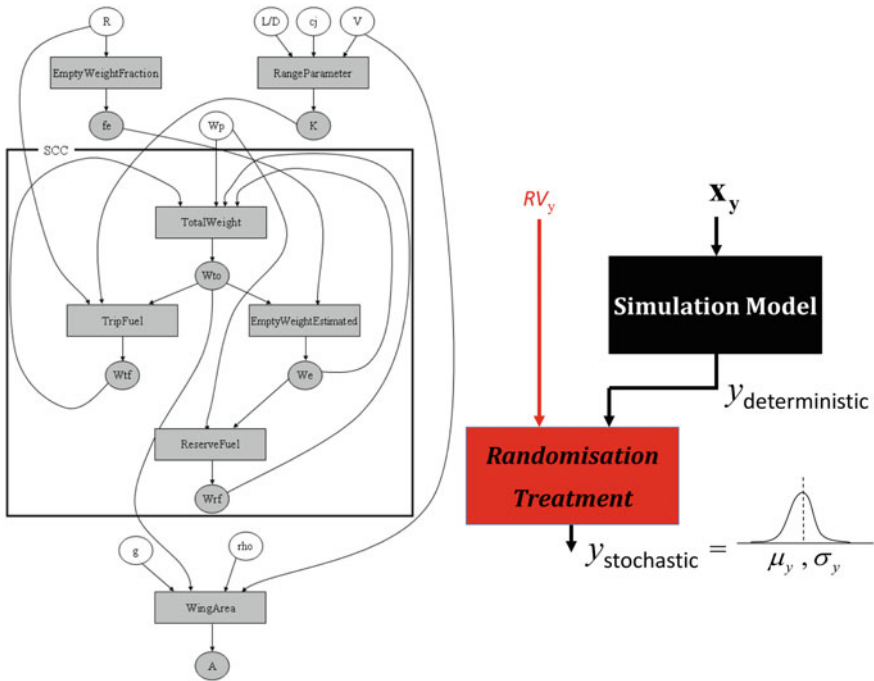 R
L/D
cj
V
EmptyWeightFraction
RangeParameter
fe
Wp
K
SCC
TotalWeight
Wto
TripFuel
EmptyWeightEstimated
Wtf
We
ReserveFuel
Wrf
g
rho
WingArea
A
RVy
xy
Simulation Model
ydeterministic
Randomisation
Treatment
ystochastic =
μy , σy